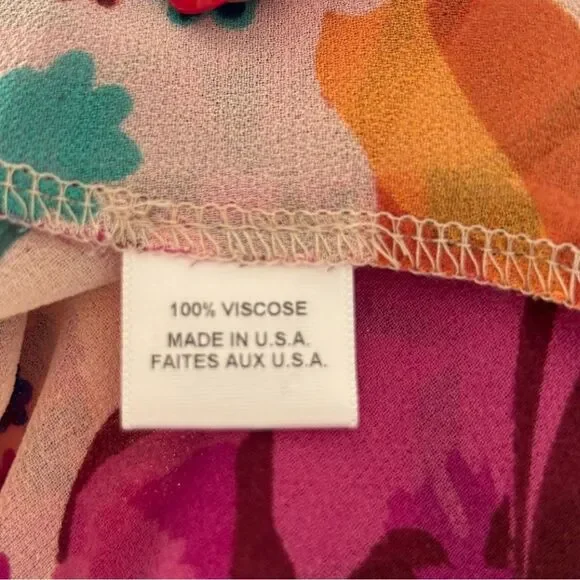 100% VISCOSE
MADE IN U.S.A.
FAITES AUX U.S.A.